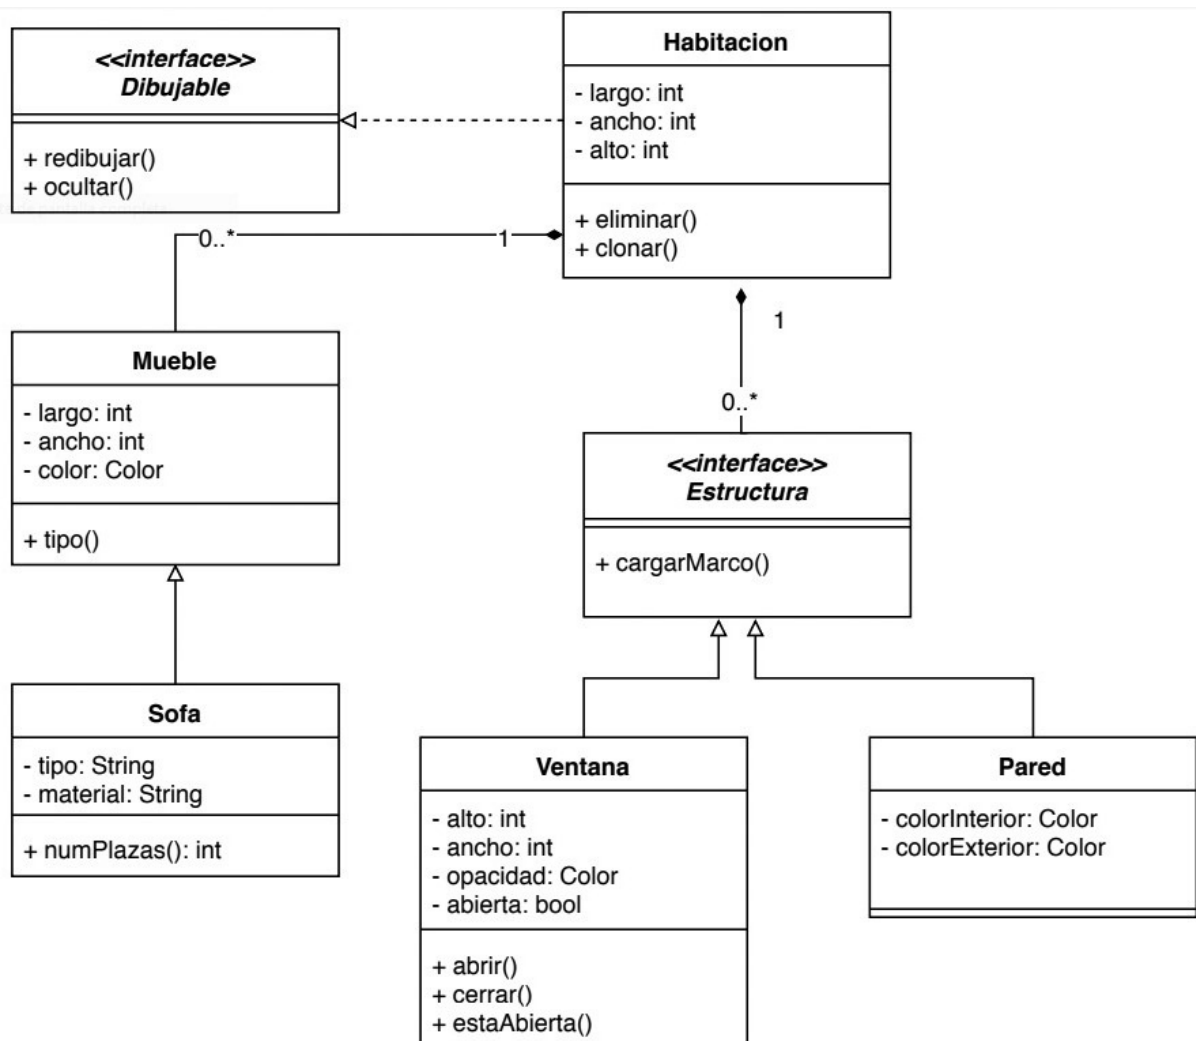 <<interface>>
Dibujable
+ redibujar()
+ ocultar()
Habitacion
- largo: int
- ancho: int
- alto: int
+ eliminar()
+ clonar()
0..*
1
1
0..*
Mueble
- largo: int
- ancho: int
- color: Color
+ tipo()
<<interface>>
Estructura
+ cargarMarco()
Sofa
- tipo: String
- material: String
+ numPlazas(): int
Ventana
- alto: int
- ancho: int
- opacidad: Color
- abierta: bool
+ abrir()
+ cerrar()
+ estaAbierta()
Pared
- colorInterior: Color
- colorExterior: Color